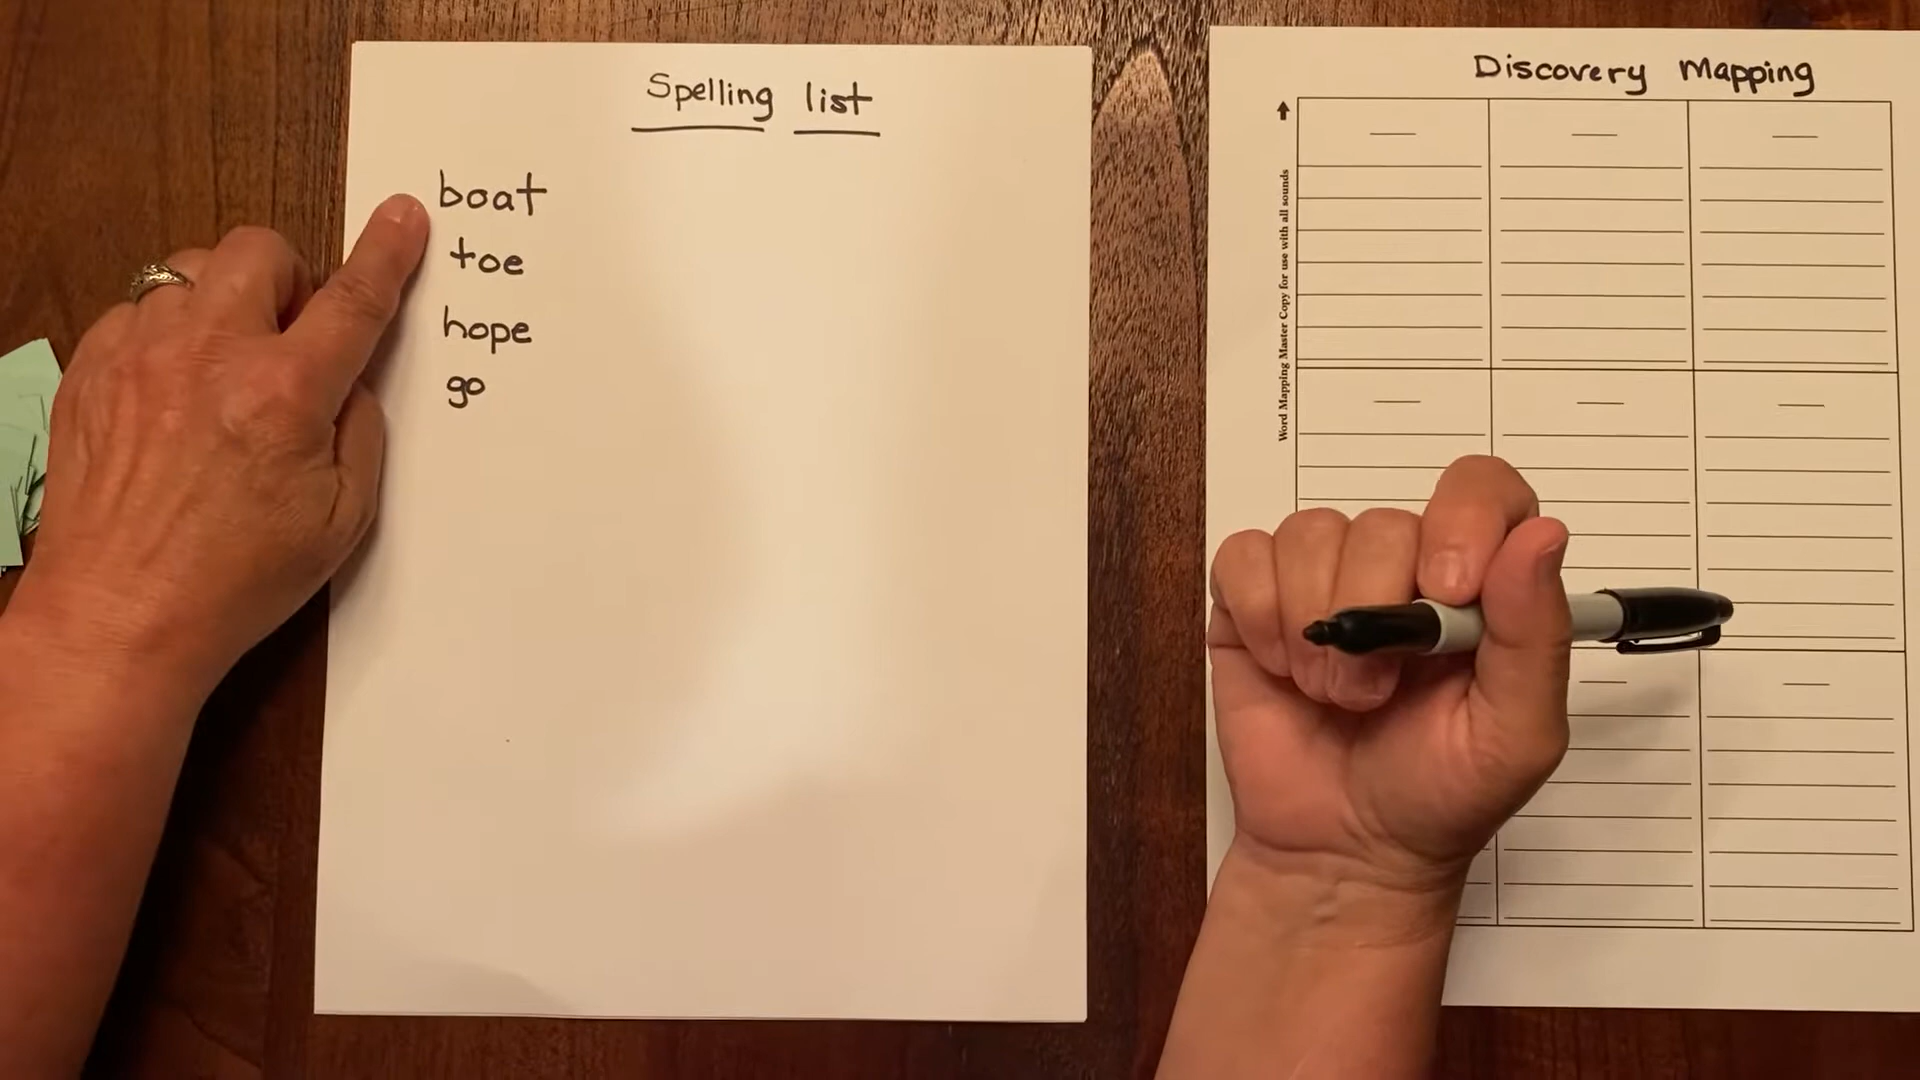 Spelling list
boat
toe
hope
go
Discovery Mapping
Word Mapping Master Copy for use with all sounds